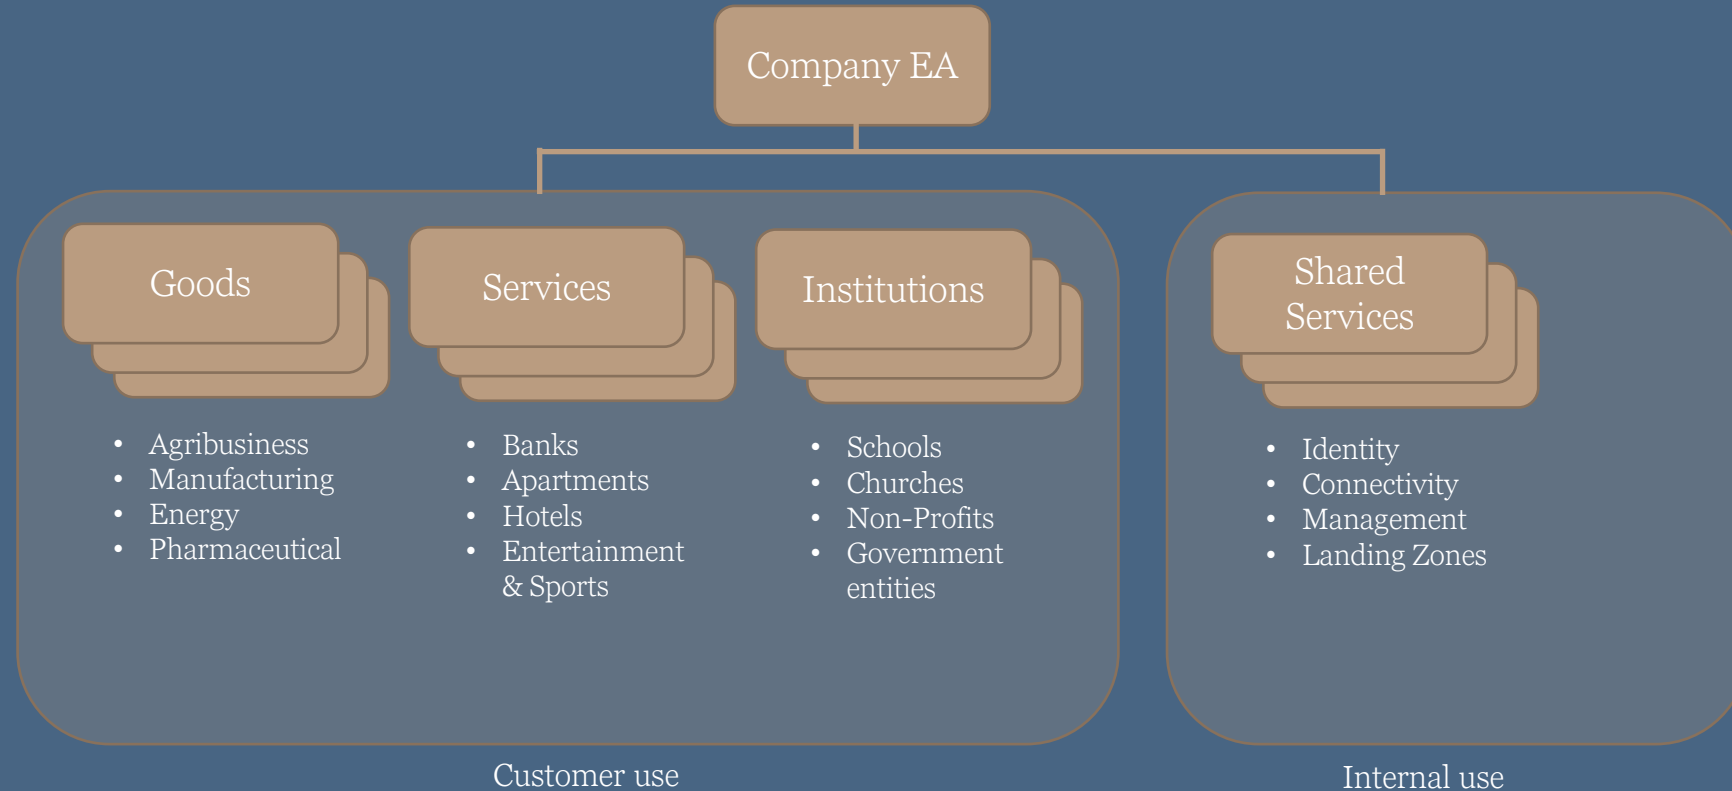 Company EA
Goods
• Agribusiness
• Manufacturing
• Energy
• Pharmaceutical
Services
• Banks
• Apartments
• Hotels
• Entertainment
& Sports
Institutions
• Schools
• Churches
• Non-Profits
• Government
entities
Customer use
Shared
Services
• Identity
• Connectivity
• Management
• Landing Zones
Internal use